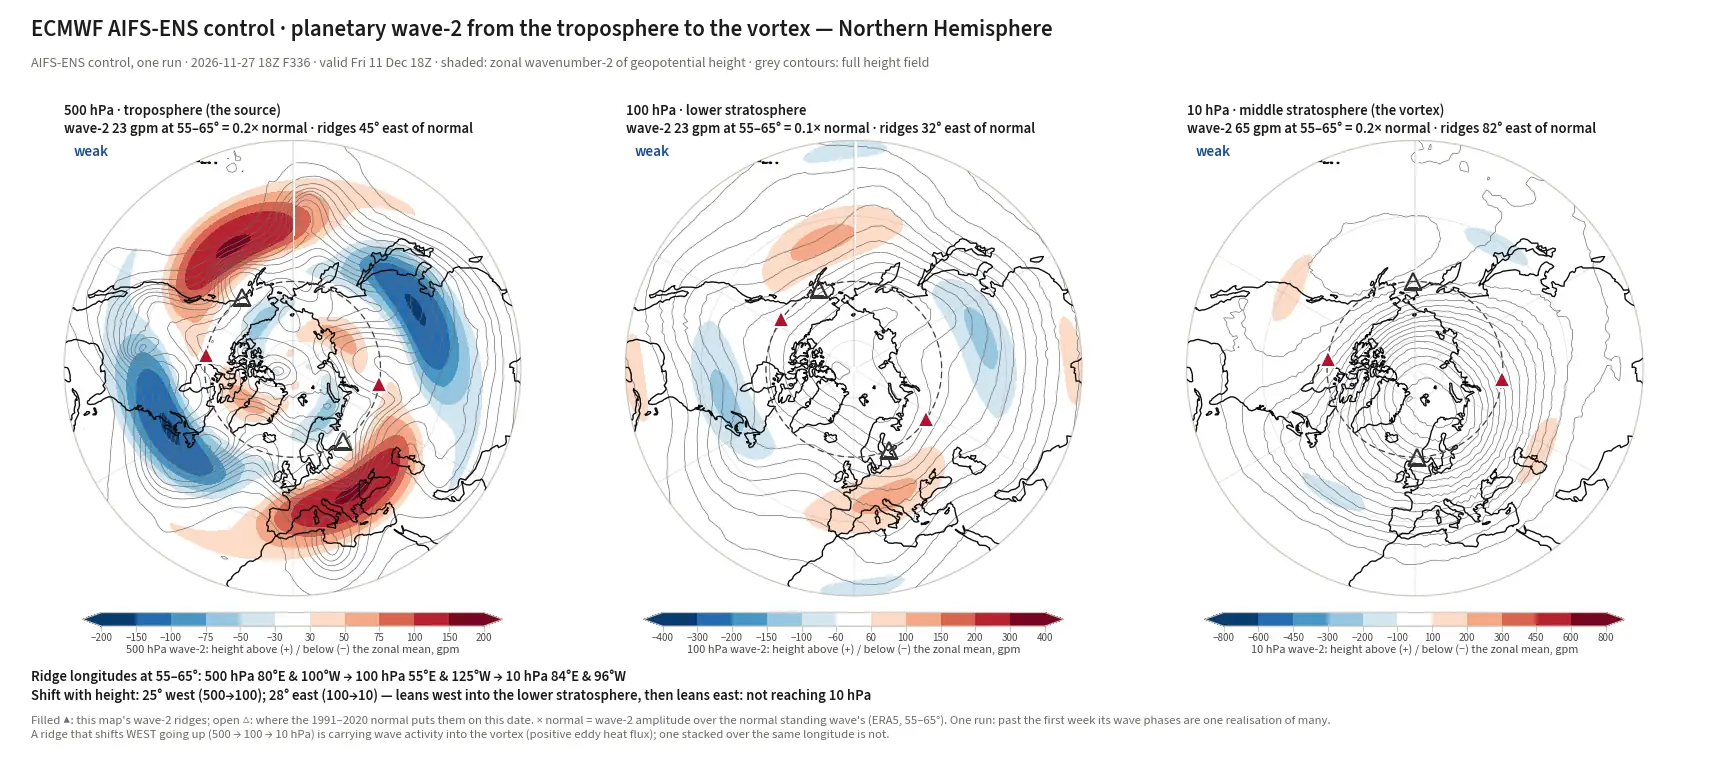 ECMWF AIFS-ENS control · planetary wave-2 from the troposphere to the vortex — Northern Hemisphere
AIFS-ENS control, one run · 2026-11-27 18Z F336 · valid Fri 11 Dec 18Z · shaded: zonal wavenumber-2 of geopotential height · grey contours: full height field
500 hPa · troposphere (the source)
wave-2 23 gpm at 55–65° = 0.2× normal · ridges 45° east of normal
weak
100 hPa · lower stratosphere
wave-2 23 gpm at 55–65° = 0.1× normal · ridges 32° east of normal
weak
10 hPa · middle stratosphere (the vortex)
wave-2 65 gpm at 55–65° = 0.2× normal · ridges 82° east of normal
weak
−200 −150 −100 −75 −50 −30 30 50 75 100 150 200
500 hPa wave-2: height above (+) / below (−) the zonal mean, gpm
−400 −300 −200 −150 −100 −60 60 100 150 200 300 400
100 hPa wave-2: height above (+) / below (−) the zonal mean, gpm
−800 −600 −450 −300 −200 −100 100 200 300 450 600 800
10 hPa wave-2: height above (+) / below (−) the zonal mean, gpm
Ridge longitudes at 55–65°: 500 hPa 80°E & 100°W → 100 hPa 55°E & 125°W → 10 hPa 84°E & 96°W
Shift with height: 25° west (500→100); 28° east (100→10) — leans west into the lower stratosphere, then leans east: not reaching 10 hPa
Filled ▲: this map's wave-2 ridges; open △: where the 1991–2020 normal puts them on this date. × normal = wave-2 amplitude over the normal standing wave's (ERA5, 55–65°). One run: past the first week its wave phases are one realisation of many.
A ridge that shifts WEST going up (500 → 100 → 10 hPa) is carrying wave activity into the vortex (positive eddy heat flux); one stacked over the same longitude is not.